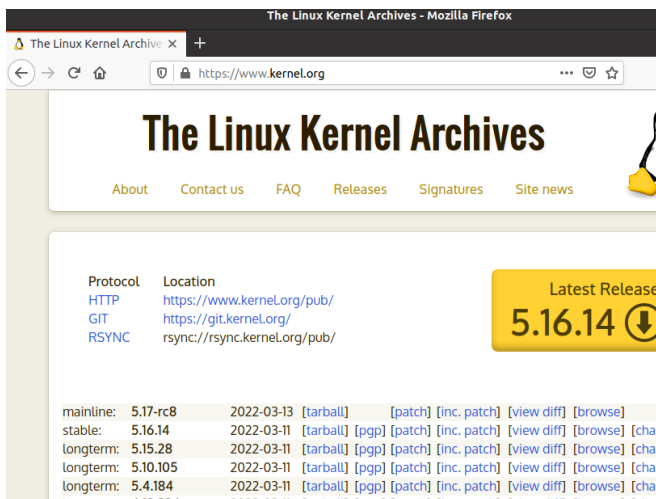 The Linux Kernel Archives - Mozilla Firefox
The Linux Kernel Archive
https://www.kernel.org
The Linux Kernel Archives
About Contact us FAQ Releases Signatures Site news
Protocol Location
HTTP https://www.kernel.org/pub/
GIT https://git.kernel.org/
RSYNC rsync://rsync.kernel.org/pub/
Latest Release
5.16.14
mainline: 5.17-rc8 2022-03-13 [tarball] [patch] [inc. patch] [view diff] [browse]
stable: 5.16.14 2022-03-11 [tarball] [pgp] [patch] [inc. patch] [view diff] [browse] [cha
longterm: 5.15.28 2022-03-11 [tarball] [pgp] [patch] [inc. patch] [view diff] [browse] [cha
longterm: 5.10.105 2022-03-11 [tarball] [pgp] [patch] [inc. patch] [view diff] [browse] [cha
longterm: 5.4.184 2022-03-11 [tarball] [pgp] [patch] [inc. patch] [view diff] [browse] [cha